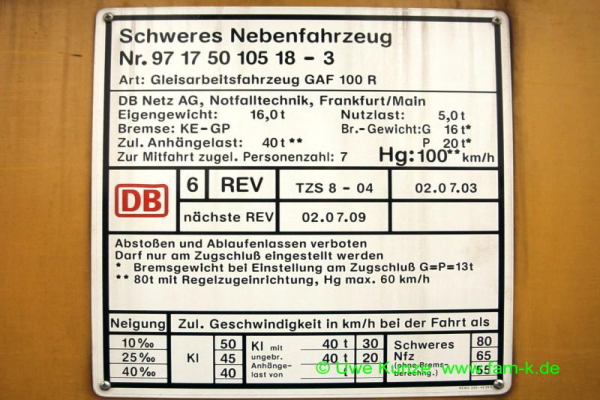 Schweres Nebenfahrzeug
Nr. 97 17 50 105 18 - 3
Art: Gleisarbeitsfahrzeug GAF 100 R
DB Netz AG, Notfalltechnik, Frankfurt/Main
Eigengewicht: 16,0t Nutzlast: 5,0t
Bremse: KE-GP Br.-Gewicht: G 16t*
Zul. Anhängelast: 40t** P 20t*
Zur Mitfahrt zugel. Personenzahl: 7 Hg: 100** km/h
DB 6 REV TZS 8 - 04 02.07.03
nächste REV 02.07.09
Abstoßen und Ablaufenlassen verboten
Darf nur am Zugschluß eingestellt werden
* Bremsgewicht bei Einstellung am Zugschluß G=P=13t
** 80t mit Regelzugeinrichtung, Hg max. 60 km/h
Neigung Zul. Geschwindigkeit in km/h bei der Fahrt als
10‰ Kl 50 Kl mit 40 t 30 Schweres 80
25‰ 45 ungebr. 40 t 20 Nfz 65
40‰ 40 Anhänge- last von t (ohne Brems- berechng.) 55
© Uwe www.fam-k.de